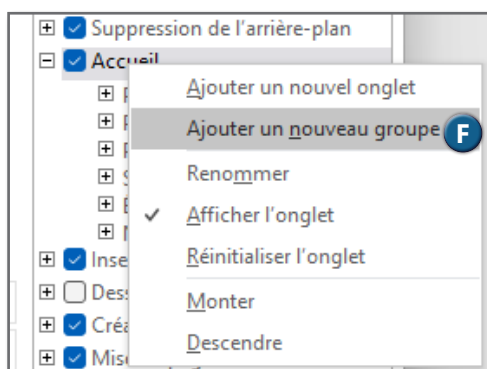 Suppression de l'arrière-plan
Accueil
Ajouter un nouvel onglet
Ajouter un nouveau groupe F
Renommer
✓ Afficher l'onglet
Réinitialiser l'onglet
Monter
Descendre